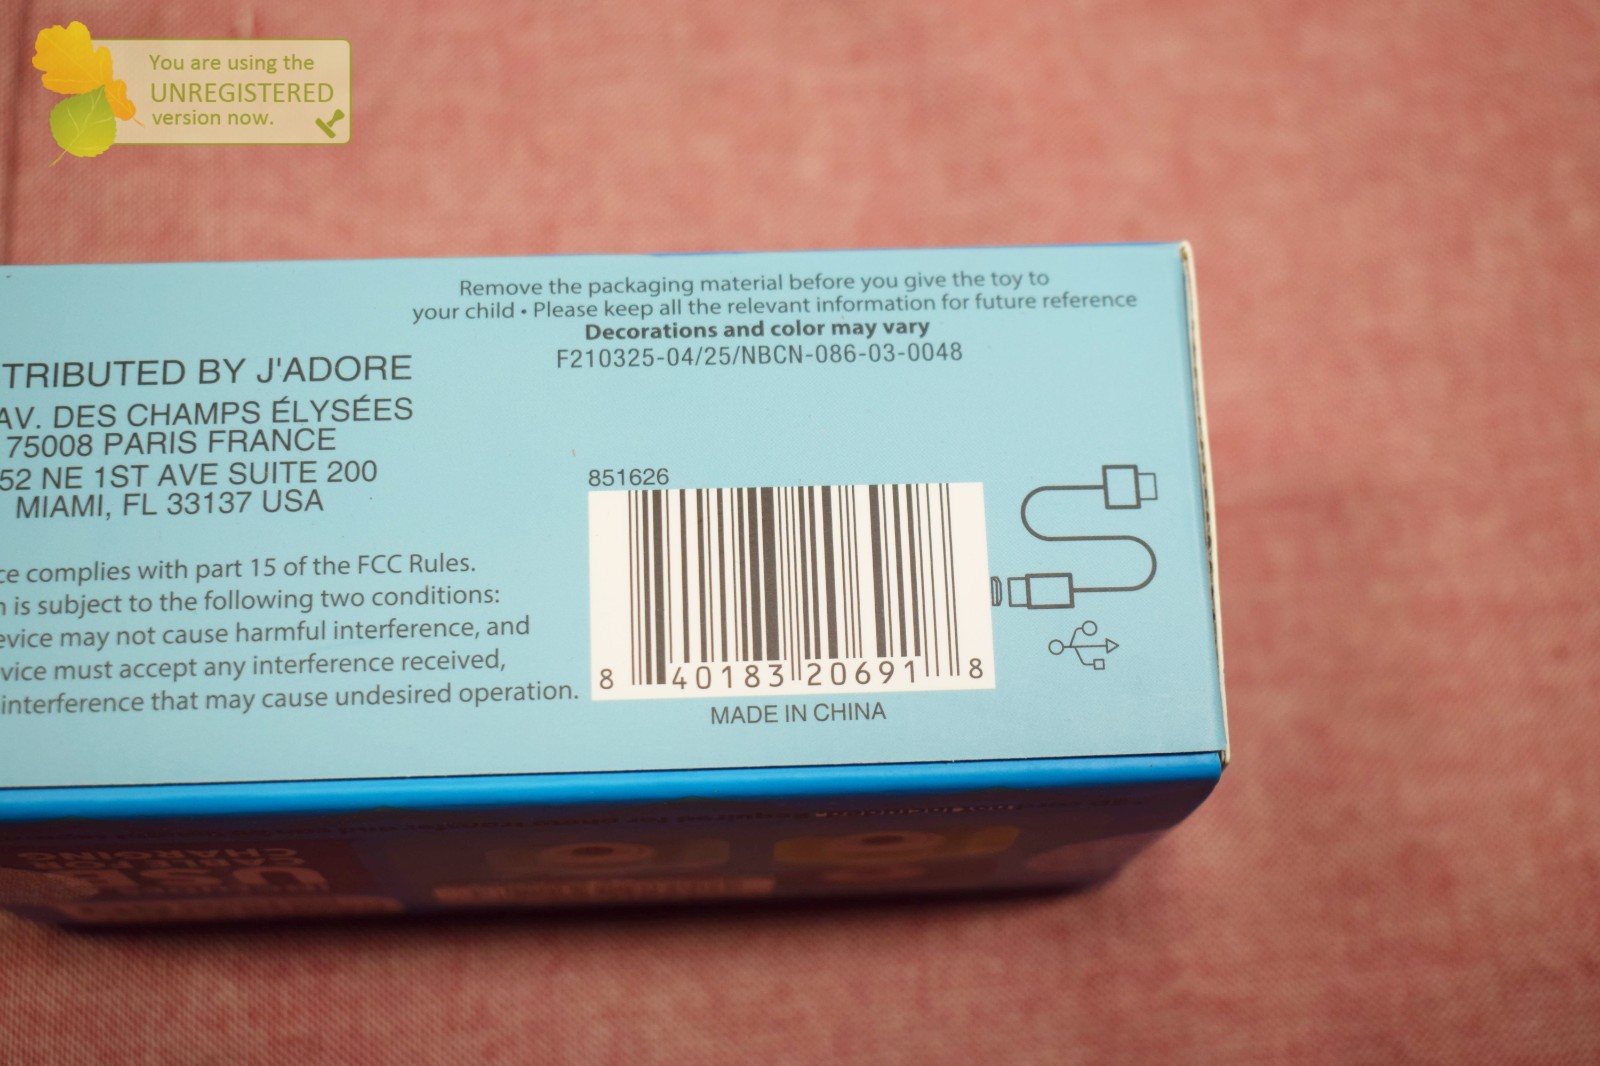 You are using the
UNREGISTERED
version now.
Remove the packaging material before you give the toy to
your child • Please keep all the relevant information for future reference
Decorations and color may vary
F210325-04/25/NBCN-086-03-0048
TRIBUTED BY J'ADORE
AV. DES CHAMPS ÉLYSÉES
75008 PARIS FRANCE
52 NE 1ST AVE SUITE 200
MIAMI, FL 33137 USA
ce complies with part 15 of the FCC Rules.
n is subject to the following two conditions:
evice may not cause harmful interference, and
vice must accept any interference received,
interference that may cause undesired operation.
851626
8 40183 20691 8
MADE IN CHINA
USB
CHARGING